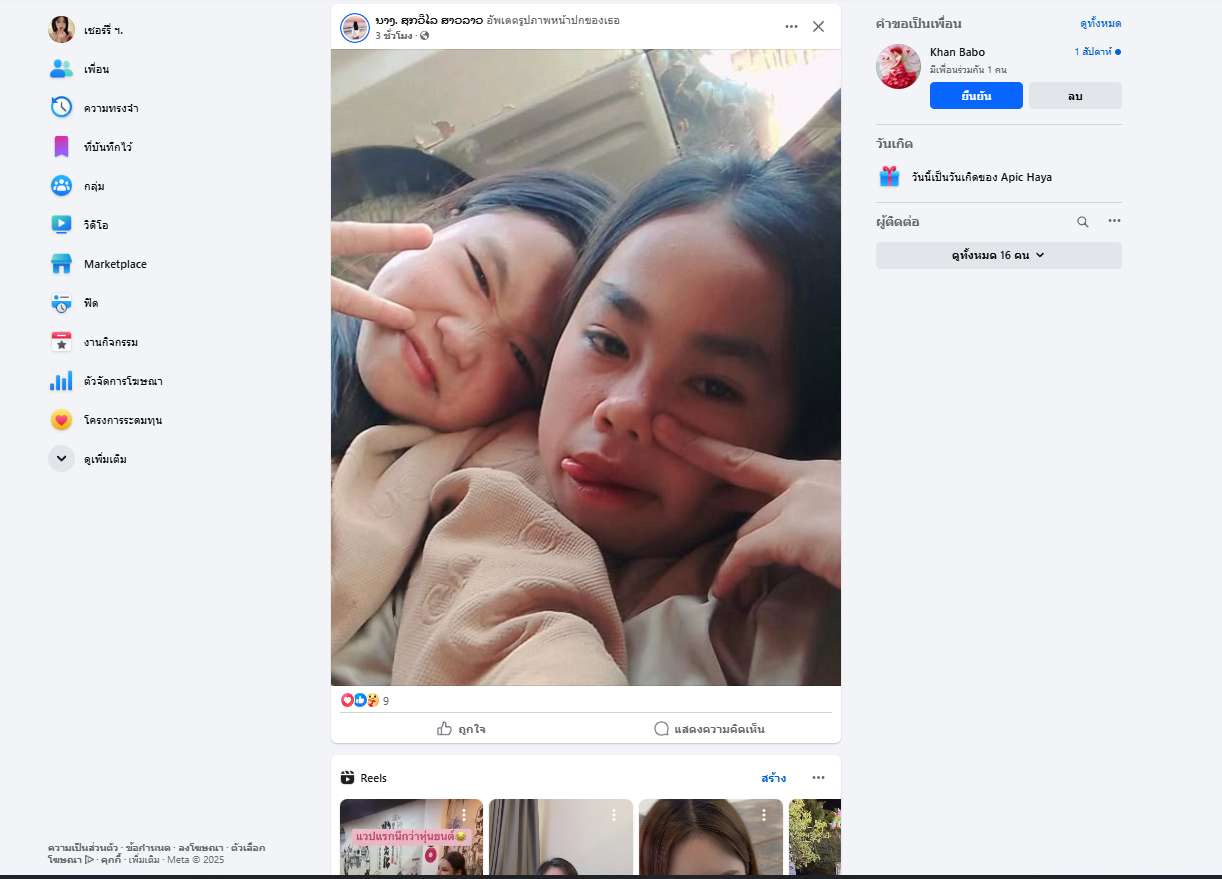 เชอร์รี่ ฯ.
เพื่อน
ความทรงจำ
ที่บันทึกไว้
กลุ่ม
วิดีโอ
Marketplace
ฟีด
งานกิจกรรม
ตัวจัดการโฆษณา
โครงการระดมทุน
ดูเพิ่มเติม
ความเป็นส่วนตัว · ข้อกำหนด · ลงโฆษณา · ตัวเลือก
โฆษณา · คุกกี้ · เพิ่มเติม · Meta © 2025
ນາງ. ສຸກວິໄລ ສາວລາວ อัพเดตรูปภาพหน้าปกของเธอ
3 ชั่วโมง ·
9
ถูกใจ
แสดงความคิดเห็น
Reels
สร้าง
แวปแรกนึกว่าหุ่นยนต์😂
คำขอเป็นเพื่อน
ดูทั้งหมด
Khan Babo
1 สัปดาห์
มีเพื่อนร่วมกัน 1 คน
ยืนยัน
ลบ
วันเกิด
วันนี้เป็นวันเกิดของ Apic Haya
ผู้ติดต่อ
ดูทั้งหมด 16 คน